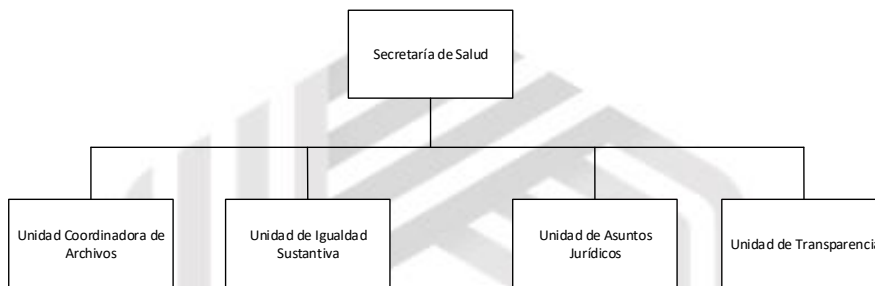 Secretaría de Salud
Unidad Coordinadora de
Archivos
Unidad de Igualdad
Sustantiva
Unidad de Asuntos
Jurídicos
Unidad de Transparencia